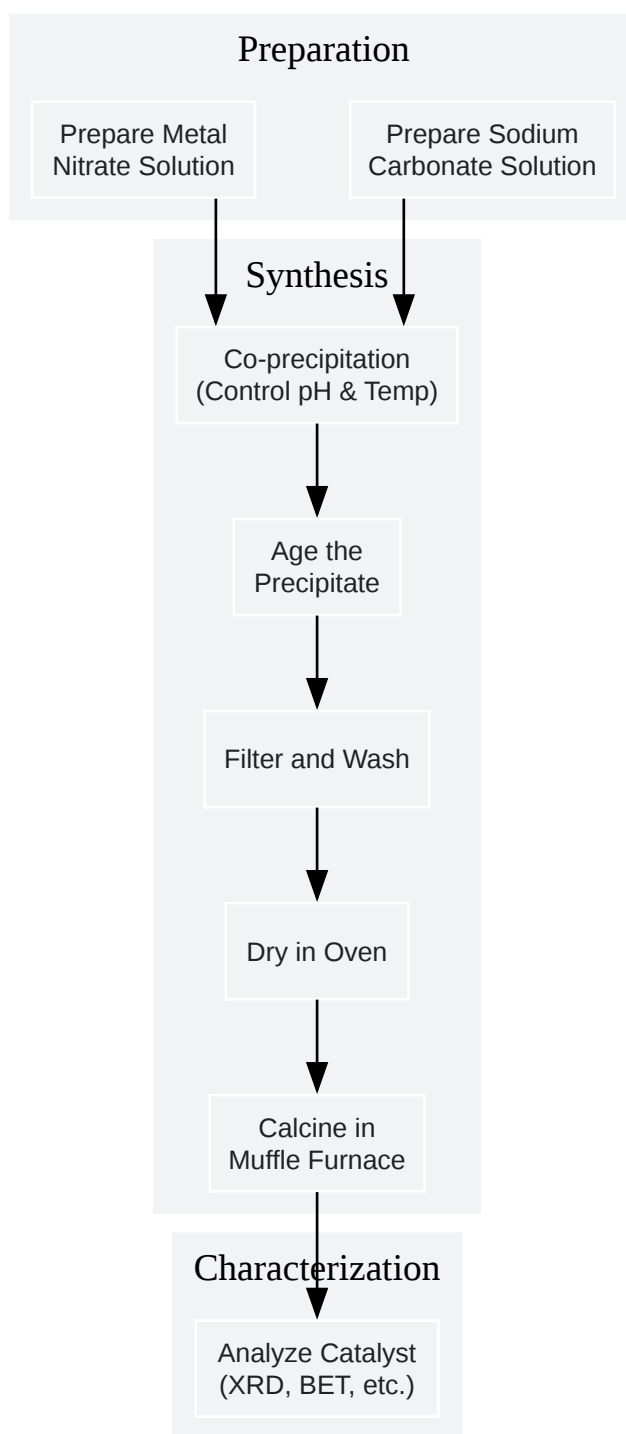 Preparation
Prepare Metal
Nitrate Solution
Prepare Sodium
Carbonate Solution
Synthesis
Co-precipitation
(Control pH & Temp)
Age the
Precipitate
Filter and Wash
Dry in Oven
Calcine in
Muffle Furnace
Characterization
Analyze Catalyst
(XRD, BET, etc.)